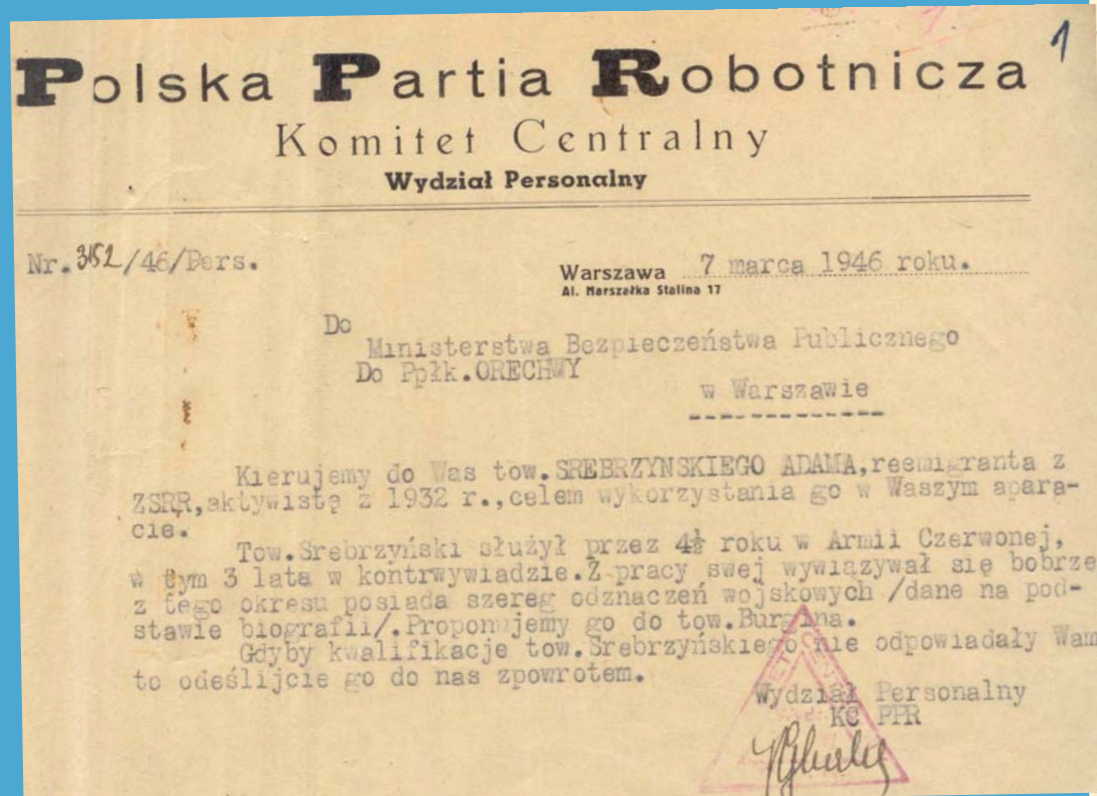 1
Polska Partia Robotnicza
Komitet Centralny
Wydział Personalny
Nr. 3152/46/Pers.
Warszawa 7 marca 1946 roku.
Al. Marszałka Stalina 17
Do
Ministerstwa Bezpieczeństwa Publicznego
Do Ppłk.ORECHWY
w Warszawie
Kierujemy do Was tow.SREBRZYNSKIEGO ADAMA,reemigranta z
ZSRR,aktywistę z 1932 r.,celem wykorzystania go w Waszym apara-
cie.
Tow.Srebrzyński służył przez 4½ roku w Armii Czerwonej,
w tym 3 lata w kontrwywiadzie.Z pracy swej wywiązywał się bobrze
z tego okresu posiada szereg odznaczeń wojskowych /dane na pod-
stawie biografii/.Proponujemy go do tow.Burgina.
Gdyby kwalifikacje tow.Srebrzyńskiego nie odpowiadały Wam
to odeślijcie go do nas zpowrotem.
Wydział Personalny
KC PPR